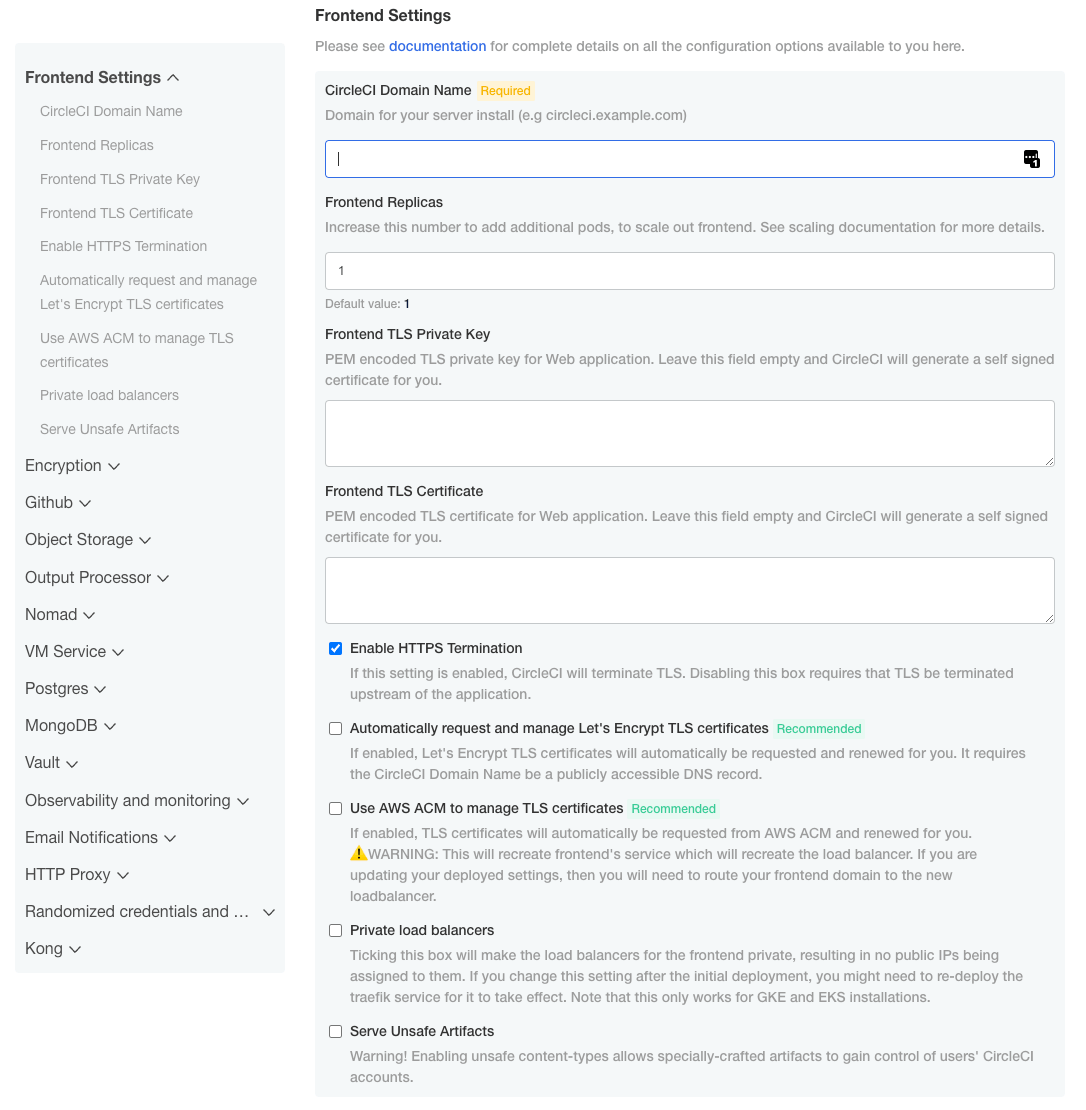 Frontend Settings
Please see documentation for complete details on all the configuration options available to you here.
Frontend Settings
CircleCI Domain Name
Frontend Replicas
Frontend TLS Private Key
Frontend TLS Certificate
Enable HTTPS Termination
Automatically request and manage
Let's Encrypt TLS certificates
Use AWS ACM to manage TLS
certificates
Private load balancers
Serve Unsafe Artifacts
Encryption
Github
Object Storage
Output Processor
Nomad
VM Service
Postgres
MongoDB
Vault
Observability and monitoring
Email Notifications
HTTP Proxy
Randomized credentials and ...
Kong
CircleCI Domain Name Required
Domain for your server install (e.g circleci.example.com)
1
Frontend Replicas
Increase this number to add additional pods, to scale out frontend. See scaling documentation for more details.
1
Default value: 1
Frontend TLS Private Key
PEM encoded TLS private key for Web application. Leave this field empty and CircleCI will generate a self signed
certificate for you.
Frontend TLS Certificate
PEM encoded TLS certificate for Web application. Leave this field empty and CircleCI will generate a self signed
certificate for you.
Enable HTTPS Termination
If this setting is enabled, CircleCI will terminate TLS. Disabling this box requires that TLS be terminated
upstream of the application.
Automatically request and manage Let's Encrypt TLS certificates Recommended
If enabled, Let's Encrypt TLS certificates will automatically be requested and renewed for you. It requires
the CircleCI Domain Name be a publicly accessible DNS record.
Use AWS ACM to manage TLS certificates Recommended
If enabled, TLS certificates will automatically be requested from AWS ACM and renewed for you.
⚠WARNING: This will recreate frontend's service which will recreate the load balancer. If you are
updating your deployed settings, then you will need to route your frontend domain to the new
loadbalancer.
Private load balancers
Ticking this box will make the load balancers for the frontend private, resulting in no public IPs being
assigned to them. If you change this setting after the initial deployment, you might need to re-deploy the
traefik service for it to take effect. Note that this only works for GKE and EKS installations.
Serve Unsafe Artifacts
Warning! Enabling unsafe content-types allows specially-crafted artifacts to gain control of users' CircleCI
accounts.